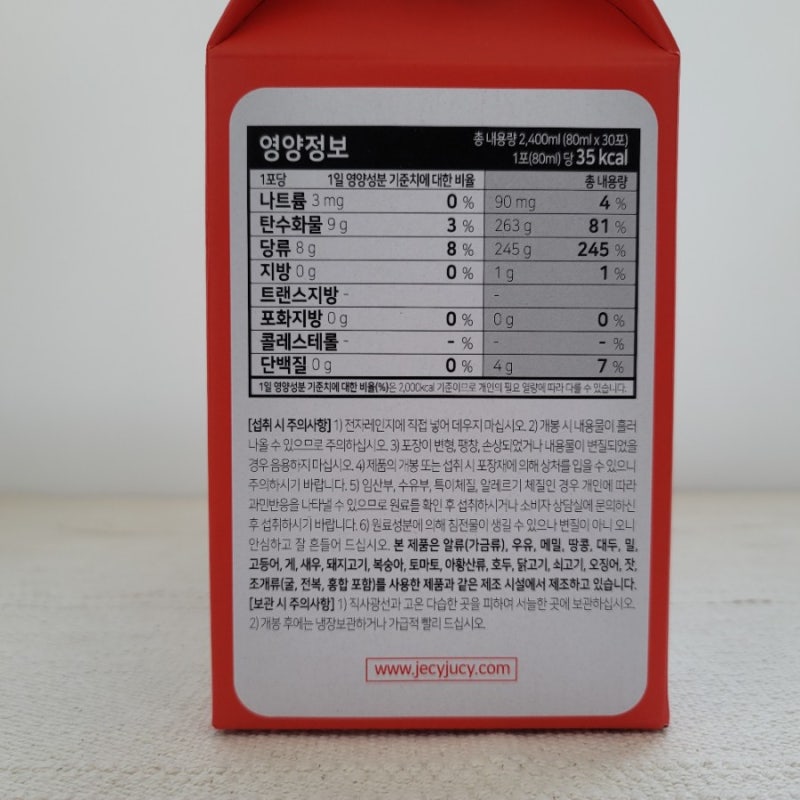 영양정보
총 내용량 2,400ml (80ml x 30포)
1포(80ml) 당 35 kcal
1포당 1일 영양성분 기준치에 대한 비율 총 내용량
나트륨 3 mg 0 % 90 mg 4 %
탄수화물 9 g 3 % 263 g 81 %
당류 8 g 8 % 245 g 245 %
지방 0 g 0 % 1 g 1 %
트랜스지방 - -
포화지방 0 g 0 % 0 g 0 %
콜레스테롤 - - % - - %
단백질 0 g 0 % 4 g 7 %
1일 영양성분 기준치에 대한 비율(%)은 2,000kcal 기준이므로 개인의 필요 열량에 따라 다를 수 있습니다.
[섭취 시 주의사항] 1) 전자레인지에 직접 넣어 데우지 마십시오. 2) 개봉 시 내용물이 흘러
나올 수 있으므로 주의하십시오. 3) 포장이 변형, 팽창, 손상되었거나 내용물이 변질되었을
경우 음용하지 마십시오. 4) 제품의 개봉 또는 섭취 시 포장재에 의해 상처를 입을 수 있으니
주의하시기 바랍니다. 5) 임산부, 수유부, 특이체질, 알레르기 체질인 경우 개인에 따라
과민반응을 나타낼 수 있으므로 원료를 확인 후 섭취하시거나 소비자 상담실에 문의하신
후 섭취하시기 바랍니다. 6) 원료성분에 의해 침전물이 생길 수 있으나 변질이 아니오니
안심하고 잘 흔들어 드십시오. 본 제품은 알류(가금류), 우유, 메밀, 땅콩, 대두, 밀,
고등어, 게, 새우, 돼지고기, 복숭아, 토마토, 아황산류, 호두, 닭고기, 쇠고기, 오징어, 잣,
조개류(굴, 전복, 홍합 포함)를 사용한 제품과 같은 제조 시설에서 제조하고 있습니다.
[보관 시 주의사항] 1) 직사광선과 고온 다습한 곳을 피하여 서늘한 곳에 보관하십시오.
2) 개봉 후에는 냉장보관하거나 가급적 빨리 드십시오.
www.jecyjucy.com